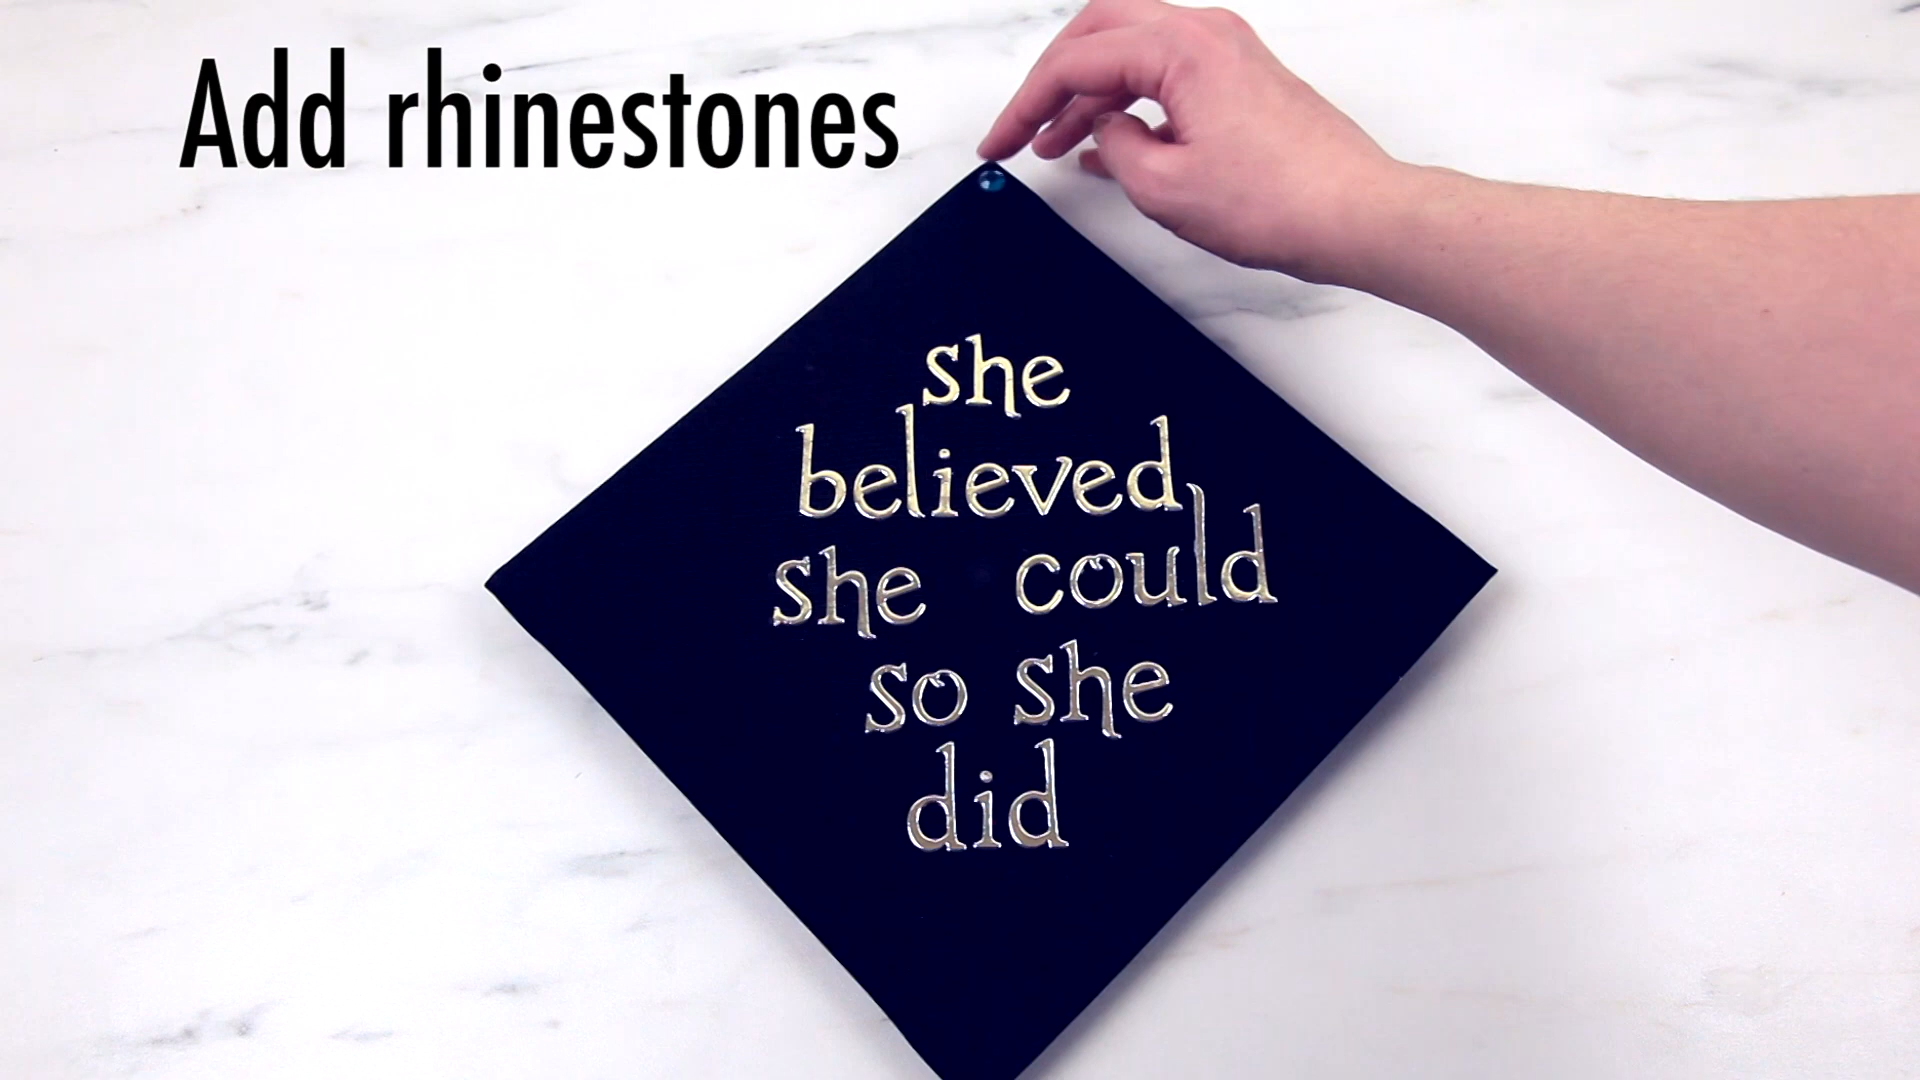 Add rhinestones
she
believed
she could
so she
did